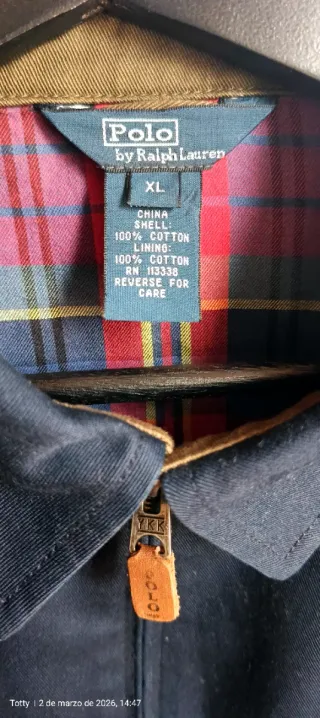 Polo
by Ralph Lauren
XL
CHINA
SHELL:
100% COTTON
LINING:
100% COTTON
RN 113338
REVERSE FOR
CARE
YKK
POLO
Totty | 2 de marzo de 2026, 14:47